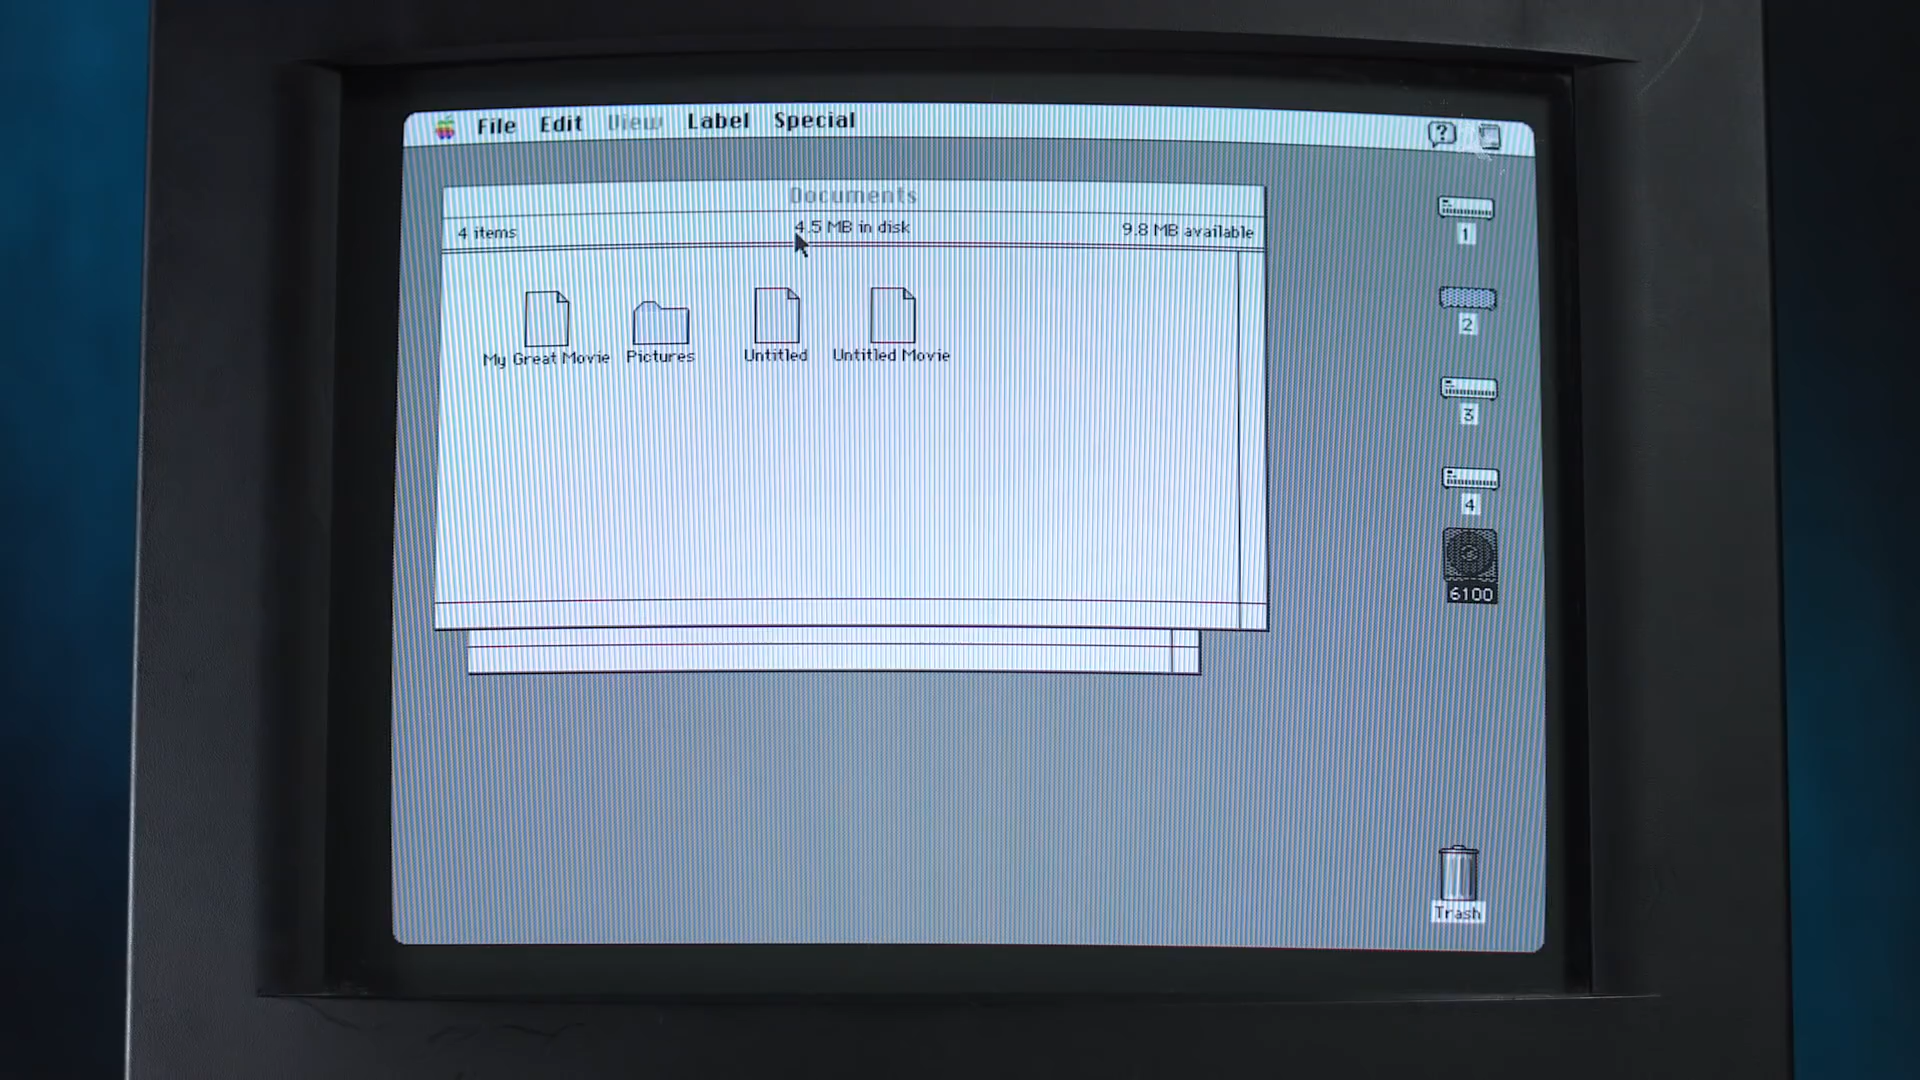 File Edit View Label Special
Documents
4 items 4.5 MB in disk 9.8 MB available
My Great Movie Pictures Untitled Untitled Movie
1
2
3
4
6100
Trash